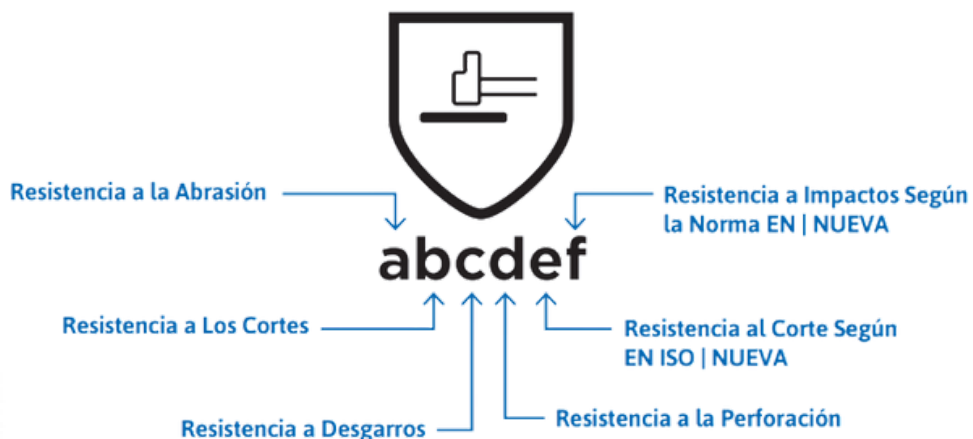 Resistencia a la Abrasión
Resistencia a Impactos Según
la Norma EN | NUEVA
abcdef
Resistencia a Los Cortes
Resistencia al Corte Según
EN ISO | NUEVA
Resistencia a Desgarros
Resistencia a la Perforación